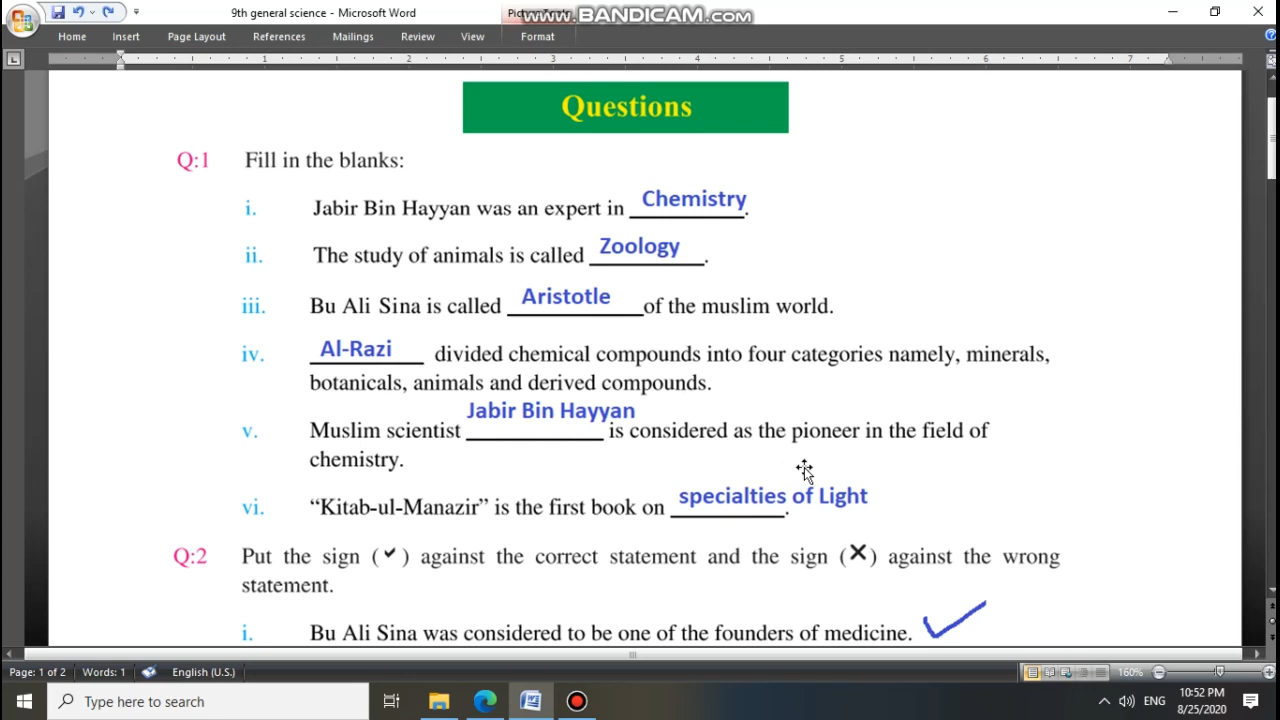 9th general science - Microsoft Word
www.BANDICAM.com
Home Insert Page Layout References Mailings Review View Format
1 2 3 4 5 6 7
Questions
Q:1 Fill in the blanks:
i. Jabir Bin Hayyan was an expert in Chemistry.
ii. The study of animals is called Zoology.
iii. Bu Ali Sina is called Aristotle of the muslim world.
iv. Al-Razi divided chemical compounds into four categories namely, minerals,
botanicals, animals and derived compounds.
v. Muslim scientist Jabir Bin Hayyan is considered as the pioneer in the field of
chemistry.
vi. “Kitab-ul-Manazir” is the first book on specialties of Light.
Q:2 Put the sign (✔) against the correct statement and the sign (✕) against the wrong
statement.
i. Bu Ali Sina was considered to be one of the founders of medicine. ✓
Page: 1 of 2 Words: 1 English (U.S.) 160%
Type here to search
ENG
10:52 PM
8/25/2020